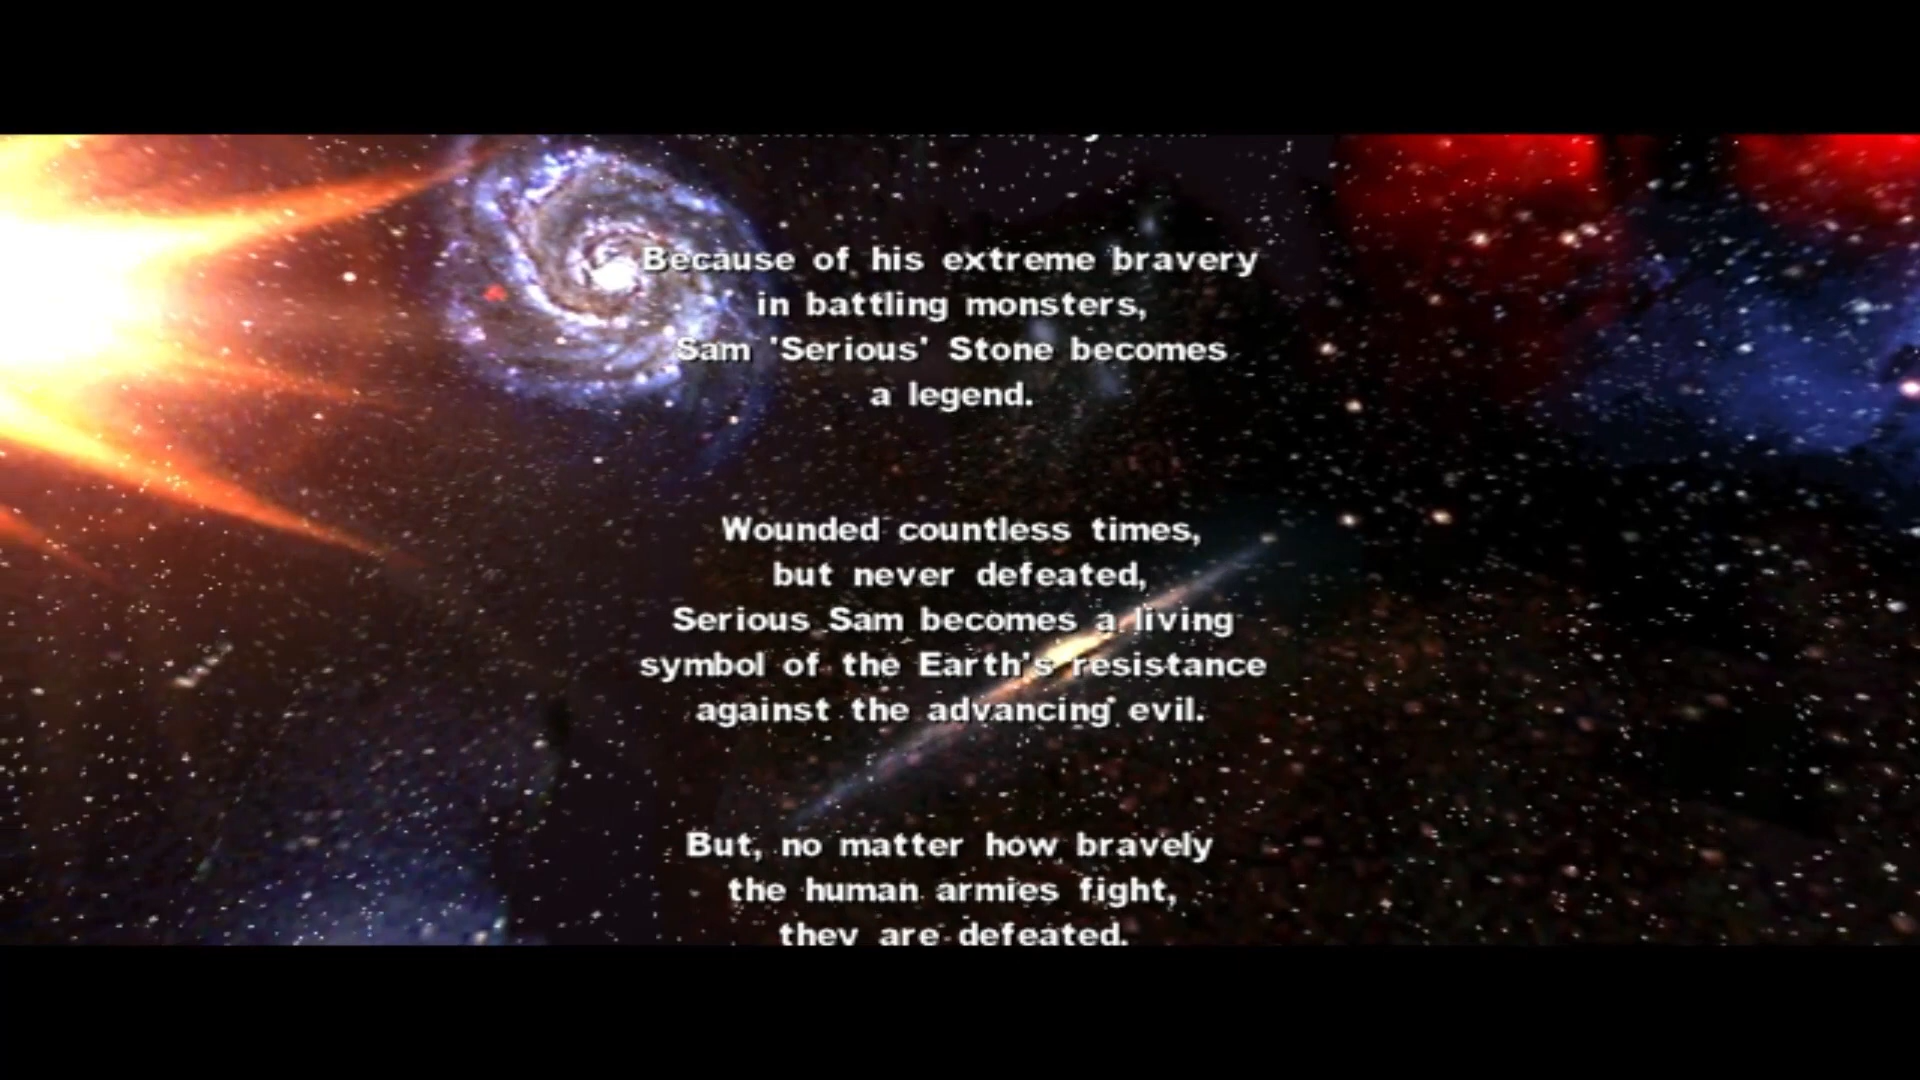 Because of his extreme bravery
in battling monsters,
Sam 'Serious' Stone becomes
a legend.
Wounded countless times,
but never defeated,
Serious Sam becomes a living
symbol of the Earth's resistance
against the advancing evil.
But, no matter how bravely
the human armies fight,
they are defeated.